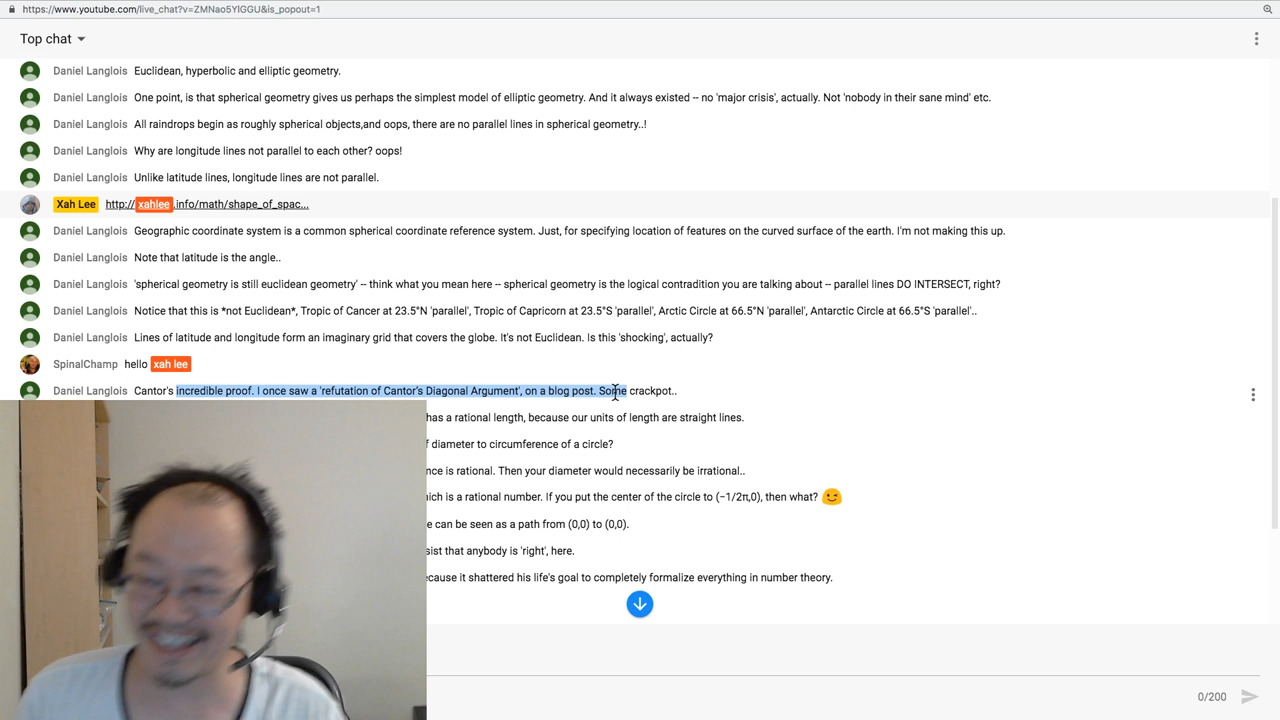 https://www.youtube.com/live_chat?v=ZMNao5YlGGU&is_popout=1
Top chat
Daniel Langlois Euclidean, hyperbolic and elliptic geometry.
Daniel Langlois One point, is that spherical geometry gives us perhaps the simplest model of elliptic geometry. And it always existed -- no 'major crisis', actually. Not 'nobody in their sane mind' etc.
Daniel Langlois All raindrops begin as roughly spherical objects,and oops, there are no parallel lines in spherical geometry..!
Daniel Langlois Why are longitude lines not parallel to each other? oops!
Daniel Langlois Unlike latitude lines, longitude lines are not parallel.
Xah Lee http://xahlee.info/math/shape_of_spac...
Daniel Langlois Geographic coordinate system is a common spherical coordinate reference system. Just, for specifying location of features on the curved surface of the earth. I'm not making this up.
Daniel Langlois Note that latitude is the angle..
Daniel Langlois 'spherical geometry is still euclidean geometry' -- think what you mean here -- spherical geometry is the logical contradition you are talking about -- parallel lines DO INTERSECT, right?
Daniel Langlois Notice that this is *not Euclidean*, Tropic of Cancer at 23.5°N 'parallel', Tropic of Capricorn at 23.5°S 'parallel', Arctic Circle at 66.5°N 'parallel', Antarctic Circle at 66.5°S 'parallel'..
Daniel Langlois Lines of latitude and longitude form an imaginary grid that covers the globe. It's not Euclidean. Is this 'shocking', actually?
SpinalChamp hello xah lee
Daniel Langlois Cantor's incredible proof. I once saw a 'refutation of Cantor's Diagonal Argument', on a blog post. Some crackpot..
has a rational length, because our units of length are straight lines.
f diameter to circumference of a circle?
nce is rational. Then your diameter would necessarily be irrational..
ich is a rational number. If you put the center of the circle to (−1/2π,0), then what? 😉
e can be seen as a path from (0,0) to (0,0).
sist that anybody is 'right', here.
ecause it shattered his life's goal to completely formalize everything in number theory.
0/200